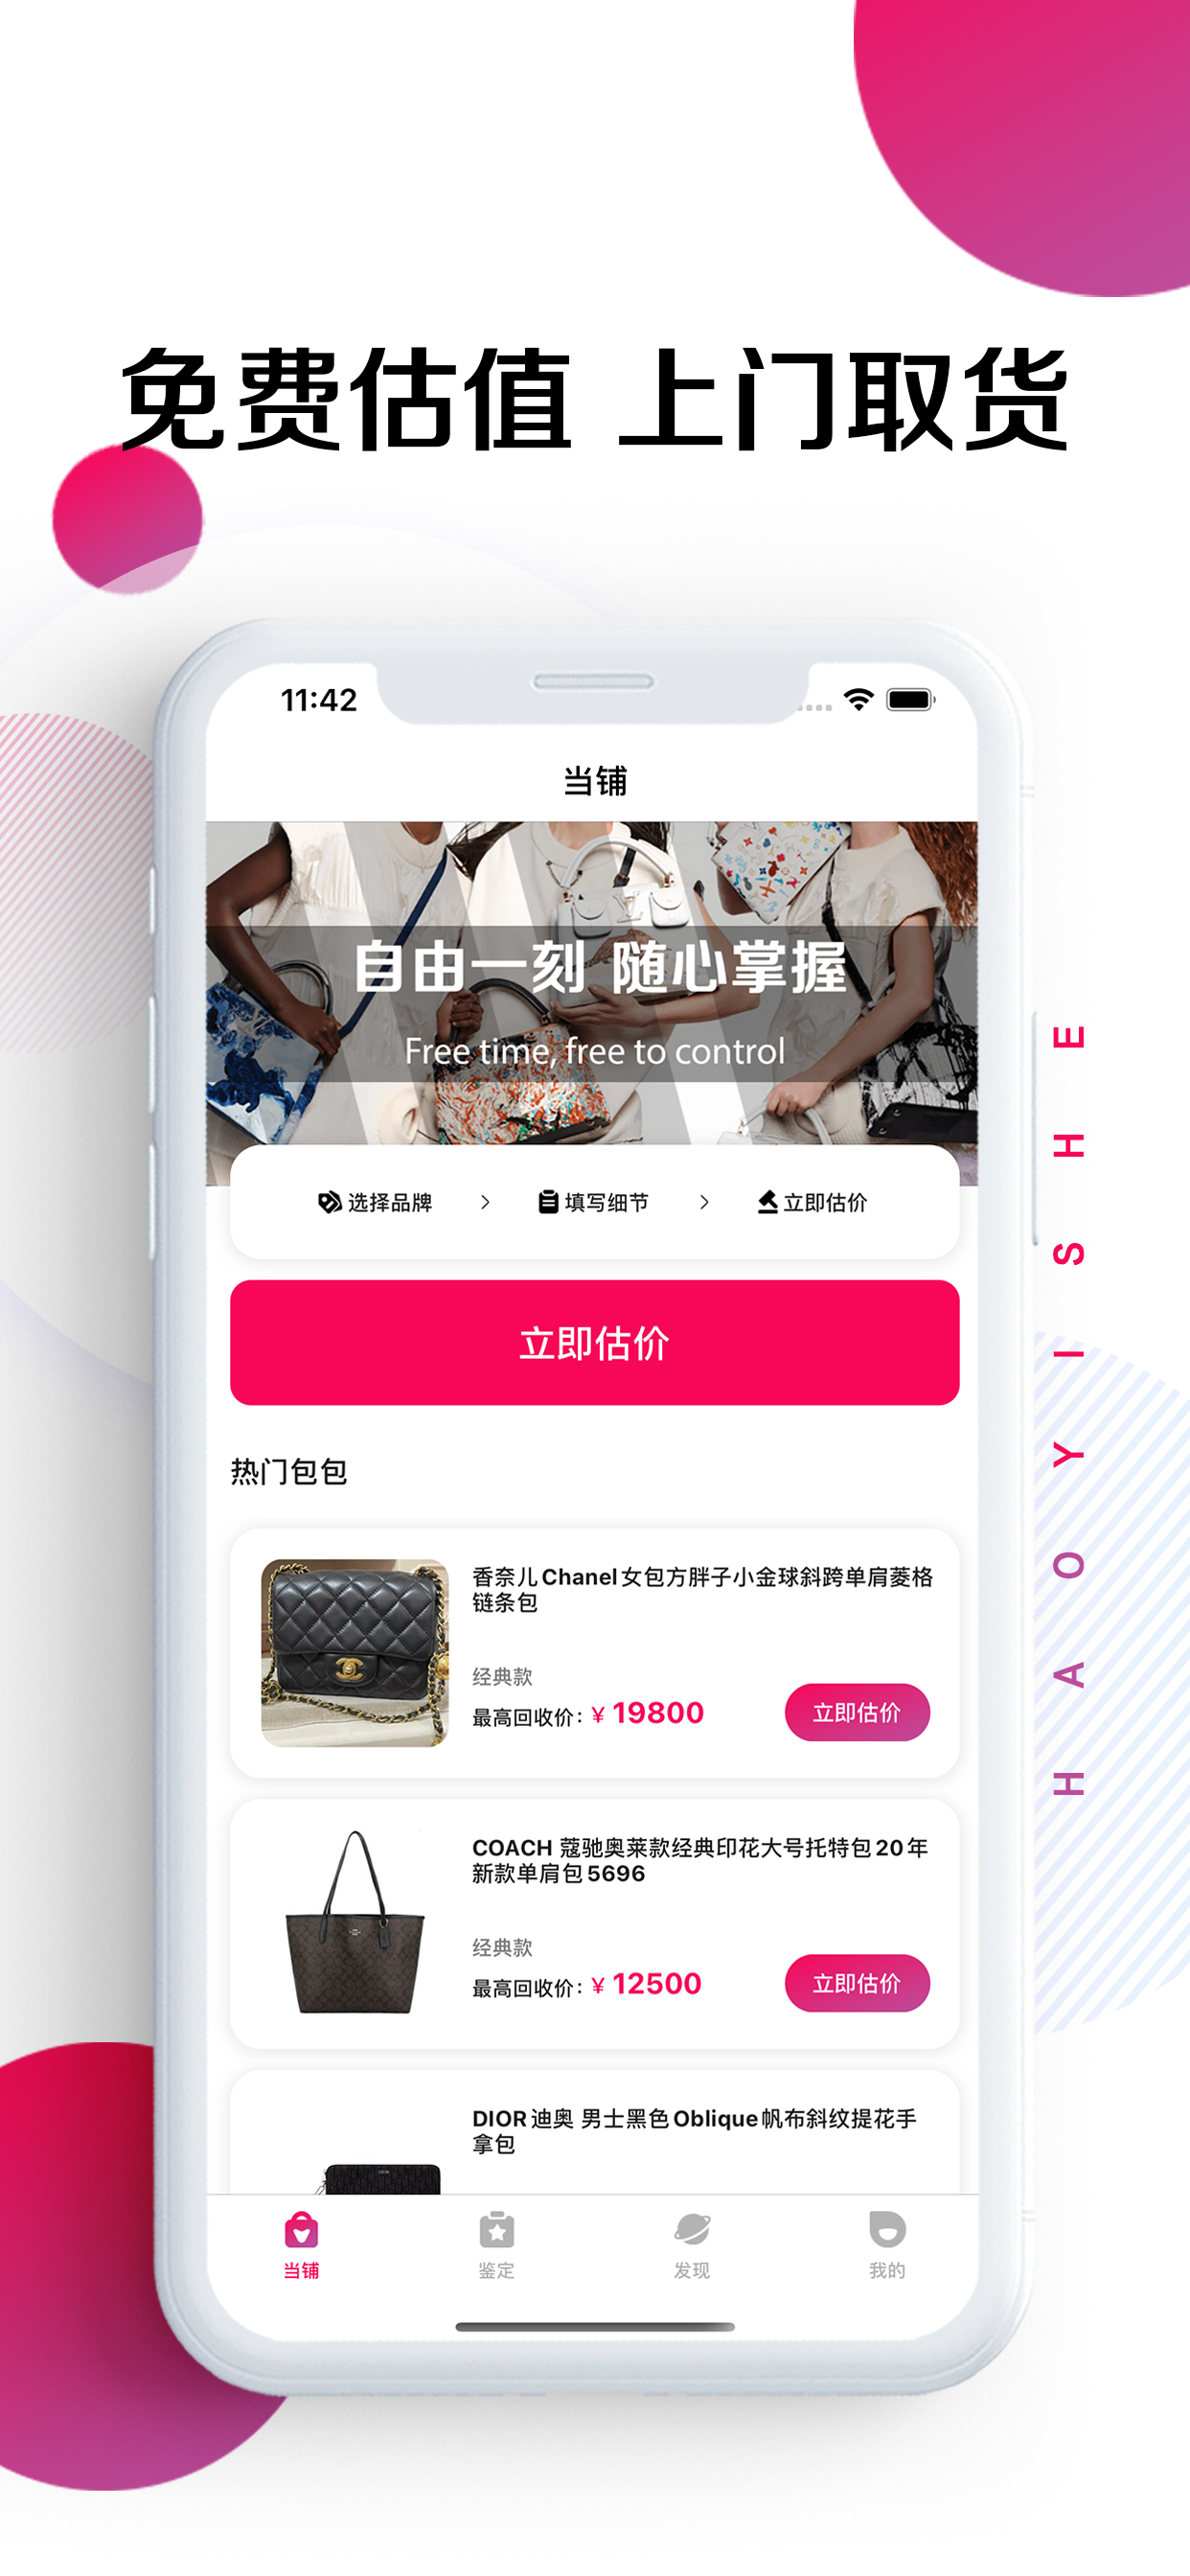 免费估值 上门取货
11:42
当铺
自由一刻 随心掌握
Free time, free to control
选择品牌 > 填写细节 > 立即估价
立即估价
热门包包
香奈儿Chanel女包方胖子小金球斜跨单肩菱格
链条包
经典款
最高回收价：¥ 19800
立即估价
COACH 蔻驰奥莱款经典印花大号托特包20年
新款单肩包5696
经典款
最高回收价：¥ 12500
立即估价
DIOR迪奥 男士黑色Oblique帆布斜纹提花手
拿包
当铺 鉴定 发现 我的
HAOYISHE